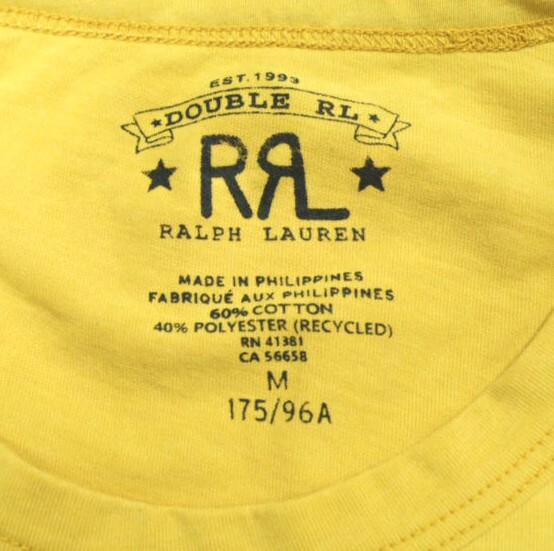 EST. 1993
★DOUBLE RL★
★ RRL ★
RALPH LAUREN
MADE IN PHILIPPINES
FABRIQUÉ AUX PHILIPPINES
60% COTTON
40% POLYESTER (RECYCLED)
RN 41381
CA 56658
M
175/96A